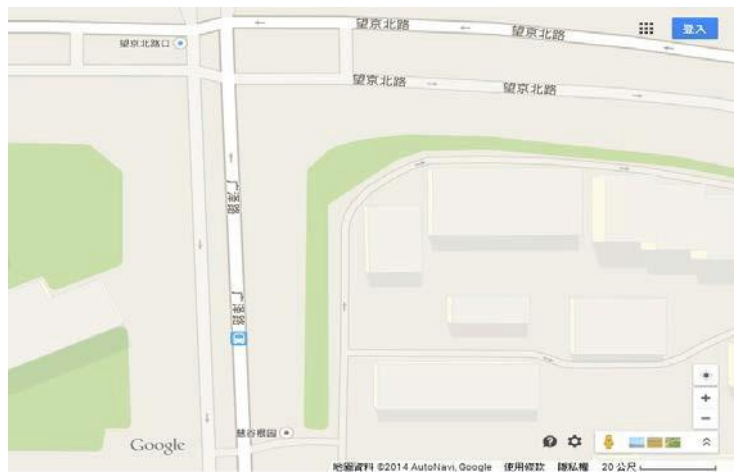 望京北路
望京北路
登入
望京北路口
望京北路
望京北路
广顺路
广顺路
慧谷根园
Google
地圖資料 ©2014 AutoNavi, Google
使用條款
隱私權
20 公尺